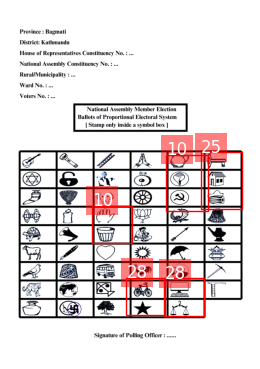 Province : Bagmati
District: Kathmandu
House of Representatives Constituency No. : ...
National Assembly Constituency No. : ...
Rural/Municipality : ...
Ward No. : ...
Voters No. : ...
National Assembly Member Election
Ballots of Proportional Electoral System
[ Stamp only inside a symbol box ]
10 25
10
28 28
Signature of Polling Officer : ......